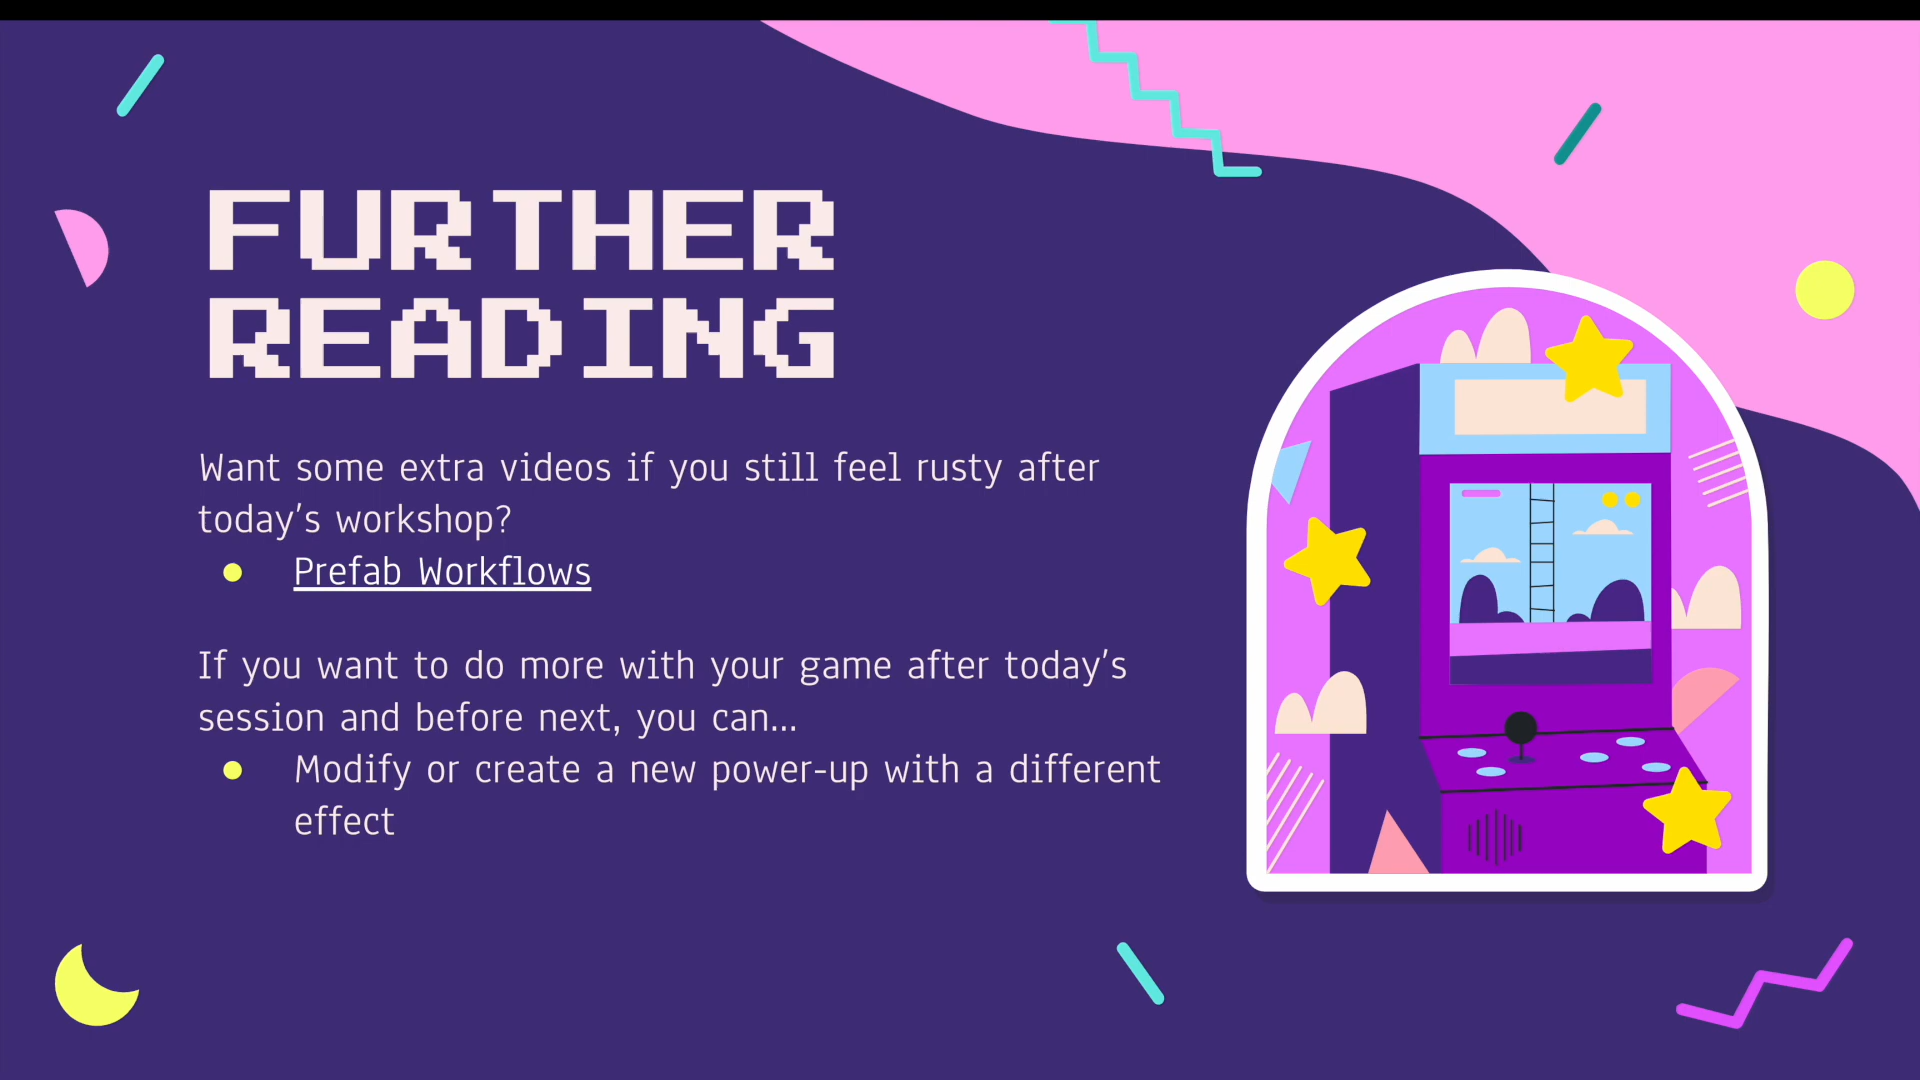 FURTHER
READING
Want some extra videos if you still feel rusty after
today's workshop?
● Prefab Workflows
If you want to do more with your game after today's
session and before next, you can...
● Modify or create a new power-up with a different
effect